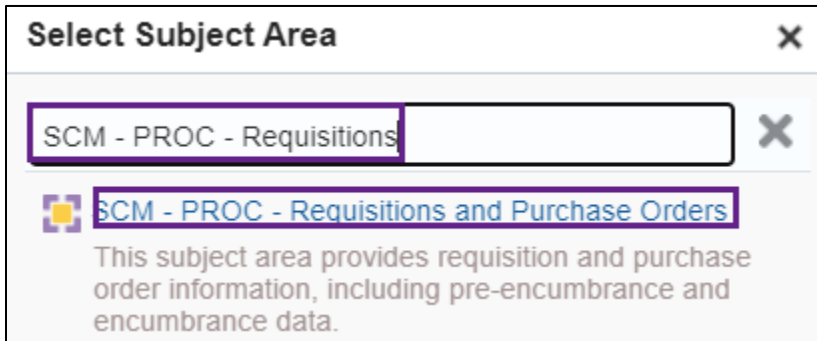 Select Subject Area
SCM - PROC - Requisitions
SCM - PROC - Requisitions and Purchase Orders
This subject area provides requisition and purchase
order information, including pre-encumbrance and
encumbrance data.